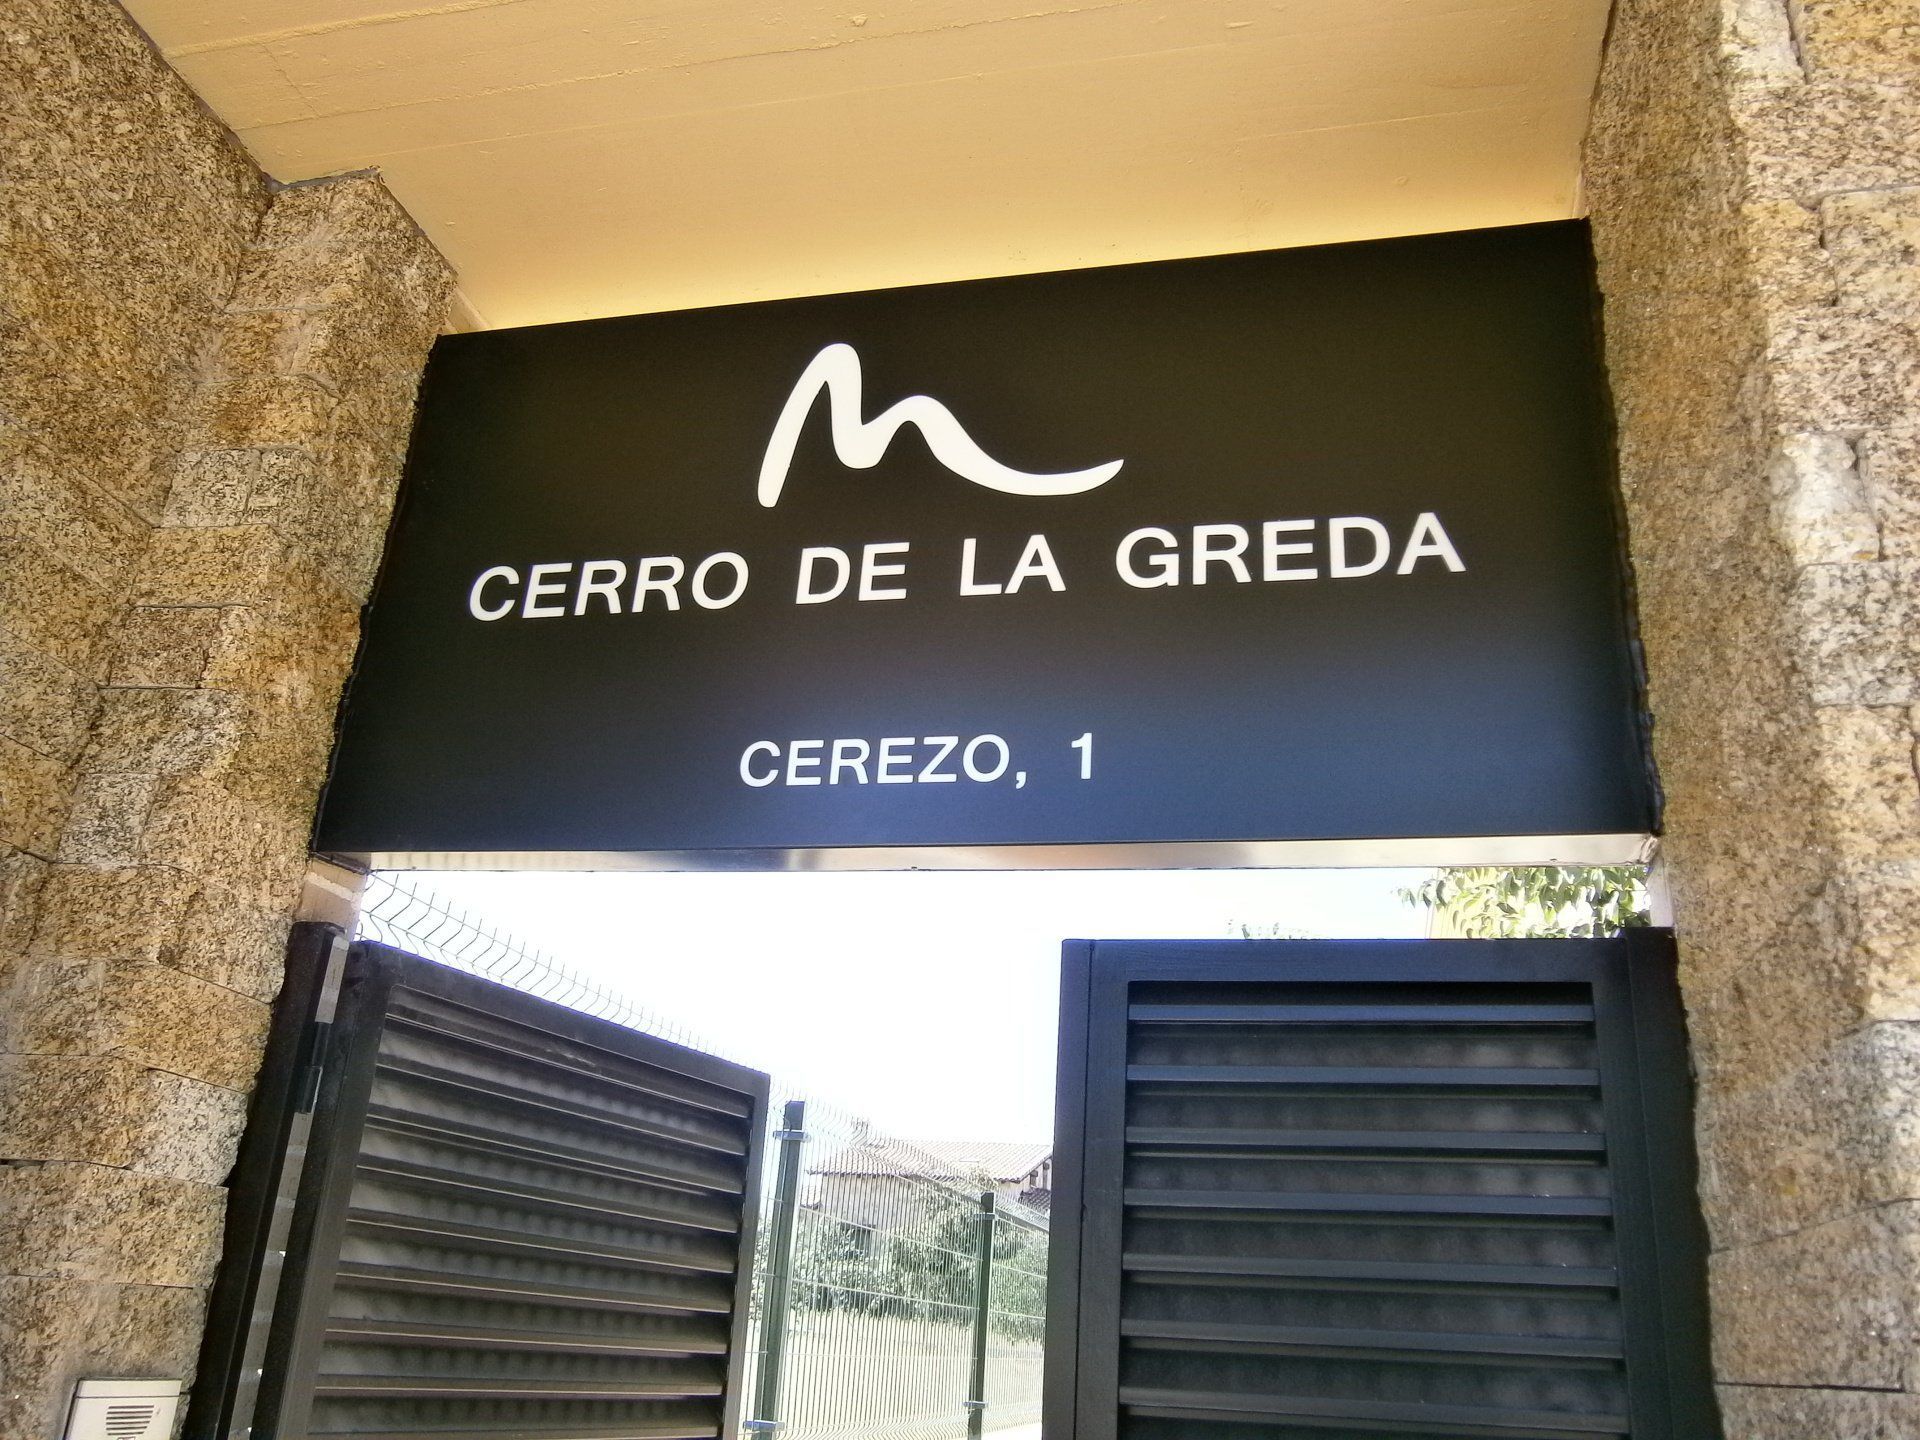 CERRO DE LA GREDA
CEREZO, 1